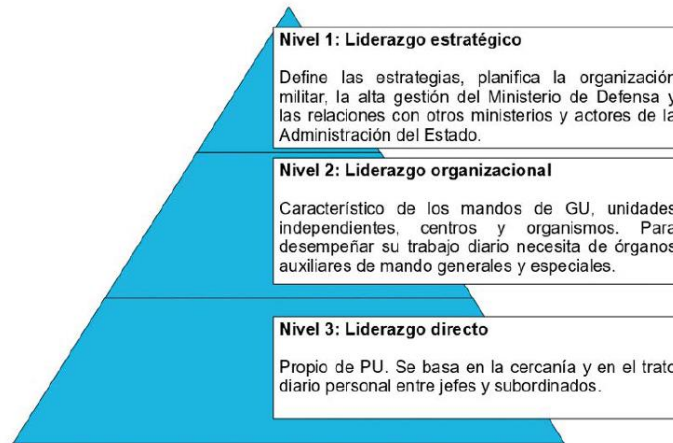 Nivel 1: Liderazgo estratégico
Define las estrategias, planifica la organización
militar, la alta gestión del Ministerio de Defensa y
las relaciones con otros ministerios y actores de la
Administración del Estado.
Nivel 2: Liderazgo organizacional
Característico de los mandos de GU, unidades
independientes, centros y organismos. Para
desempeñar su trabajo diario necesita de órganos
auxiliares de mando generales y especiales.
Nivel 3: Liderazgo directo
Propio de PU. Se basa en la cercanía y en el trato
diario personal entre jefes y subordinados.